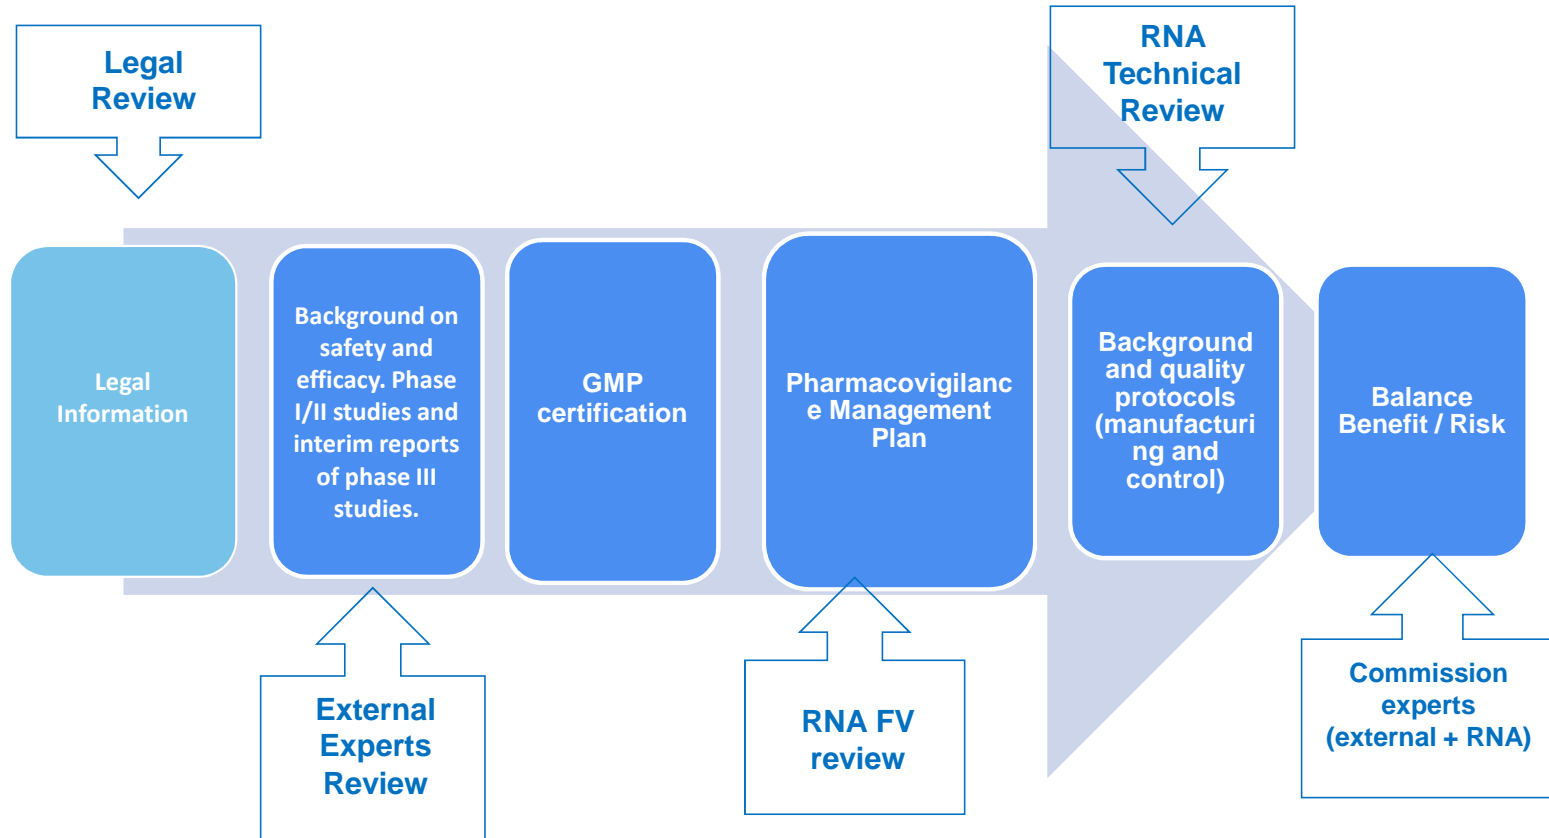 Legal
Review
RNA
Technical
Review
Legal
Information
Background on
safety and
efficacy. Phase
I/II studies and
interim reports
of phase III
studies.
GMP
certification
Pharmacovigilanc
e Management
Plan
Background
and quality
protocols
(manufacturi
ng and
control)
Balance
Benefit / Risk
External
Experts
Review
RNA FV
review
Commission
experts
(external + RNA)